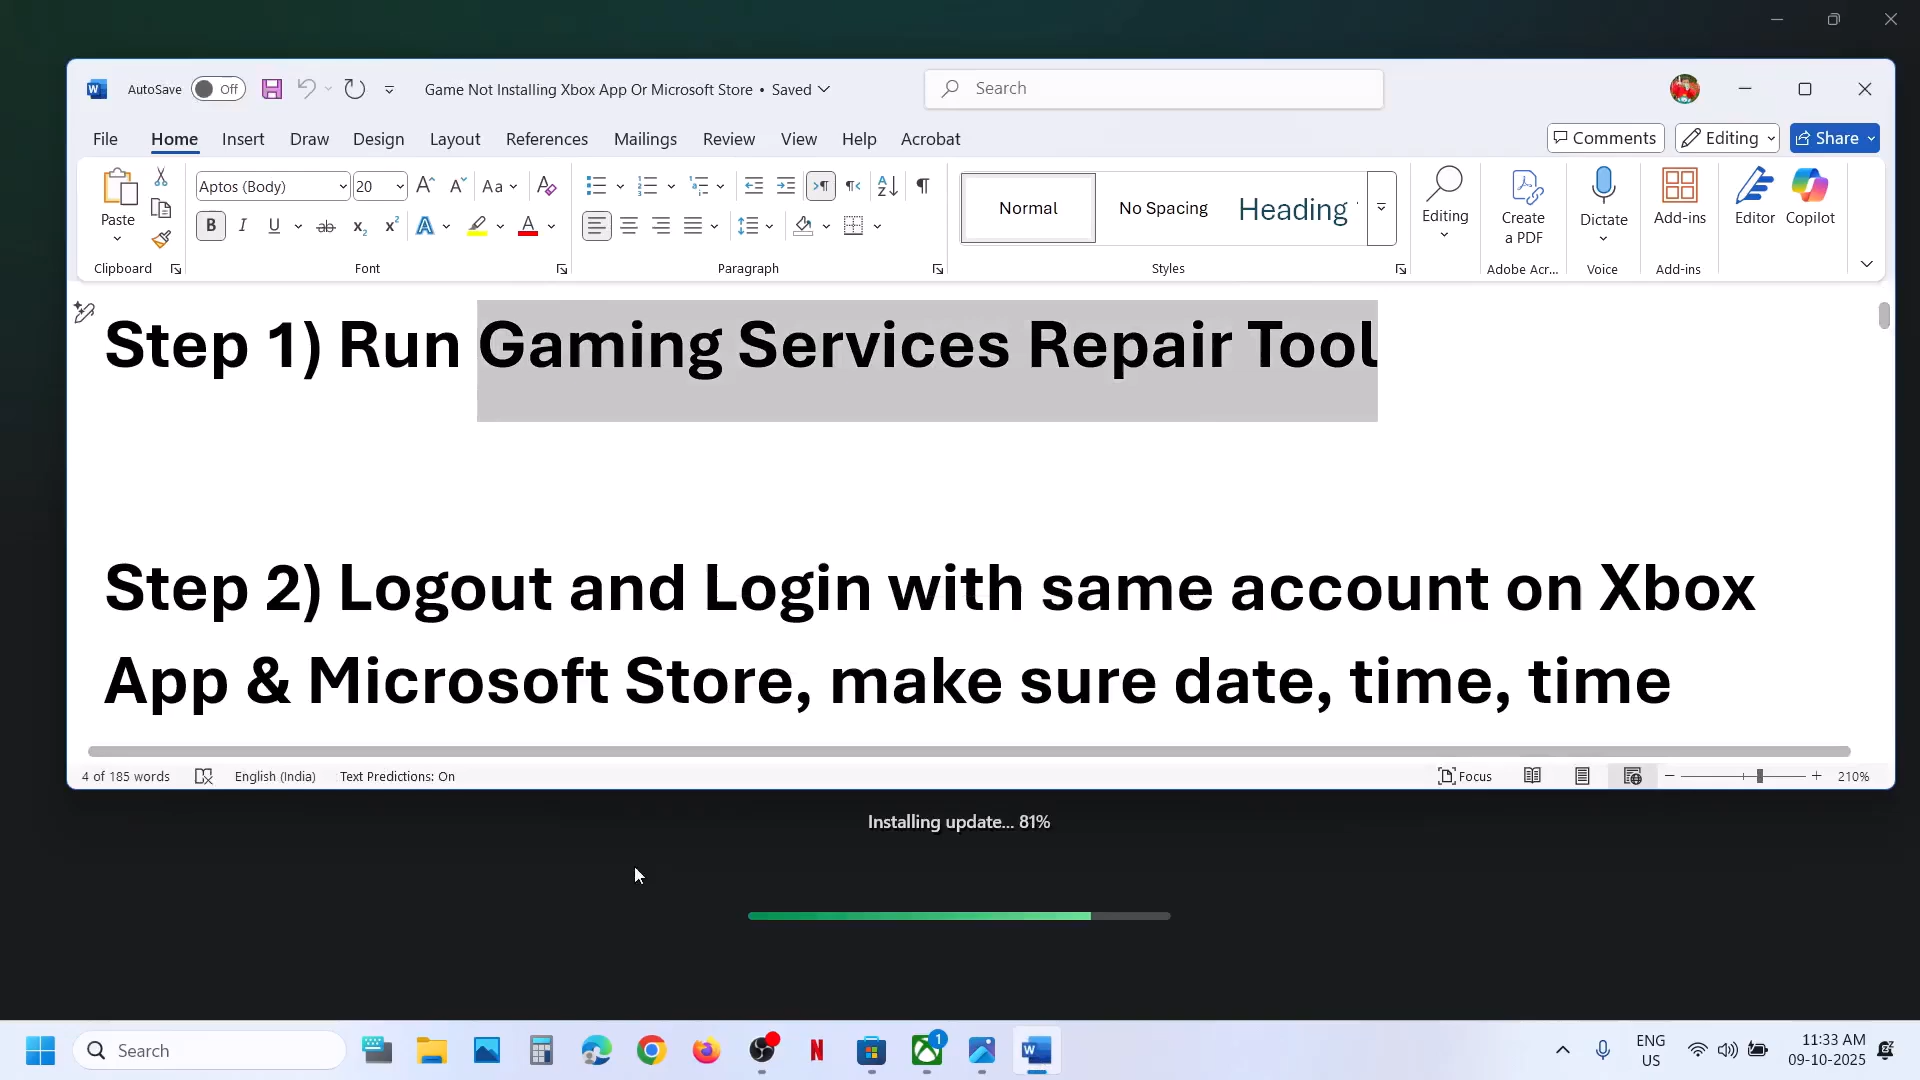 AutoSave Off Game Not Installing Xbox App Or Microsoft Store • Saved Search
File Home Insert Draw Design Layout References Mailings Review View Help Acrobat Comments Editing Share
Paste
Clipboard
Aptos (Body) 20
Font
Paragraph
Normal No Spacing Heading
Styles
Editing
Create a PDF
Adobe Acr...
Dictate
Voice
Add-ins
Add-ins
Editor
Copilot
Step 1) Run Gaming Services Repair Tool
Step 2) Logout and Login with same account on Xbox
App & Microsoft Store, make sure date, time, time
4 of 185 words English (India) Text Predictions: On Focus 210%
Installing update... 81%
Search
1
ENG
US
11:33 AM
09-10-2025